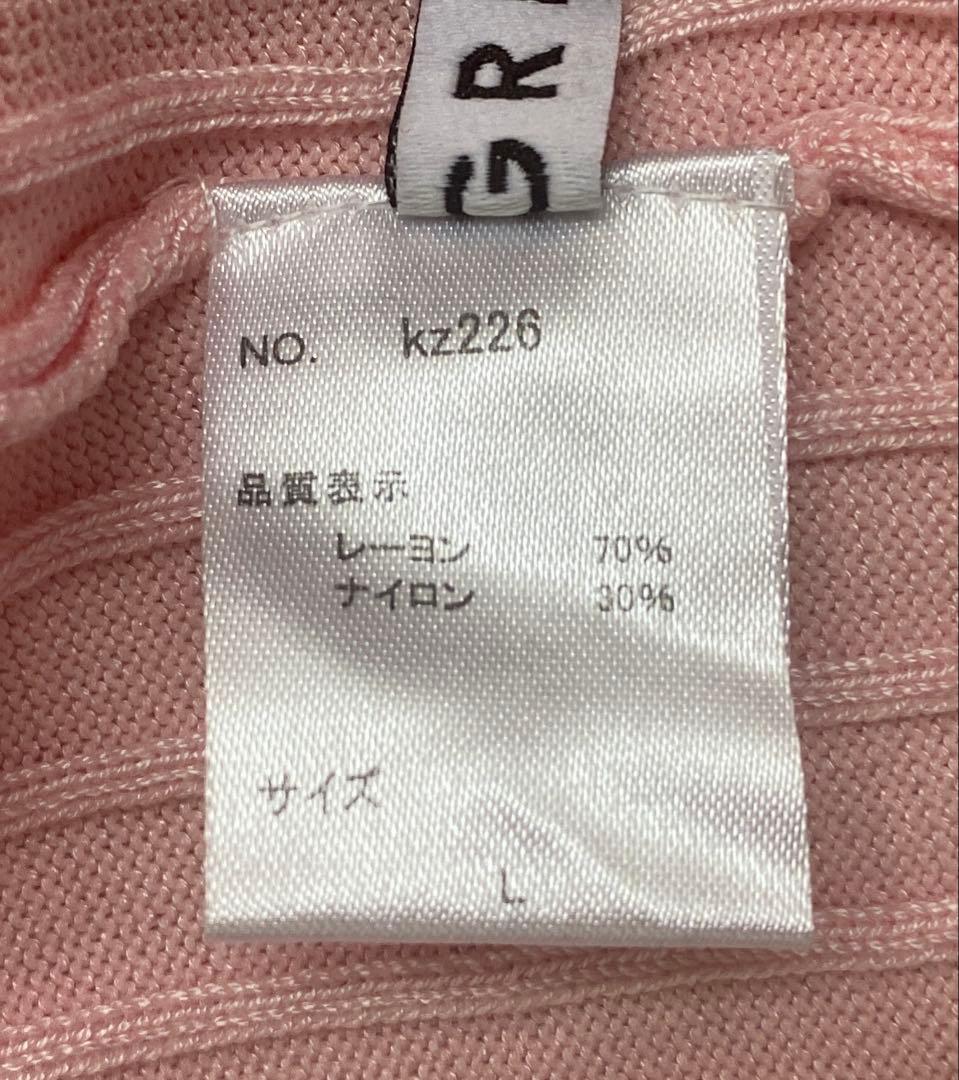 GR
NO. kz226
品質表示
レーヨン 70%
ナイロン 30%
サイズ
L